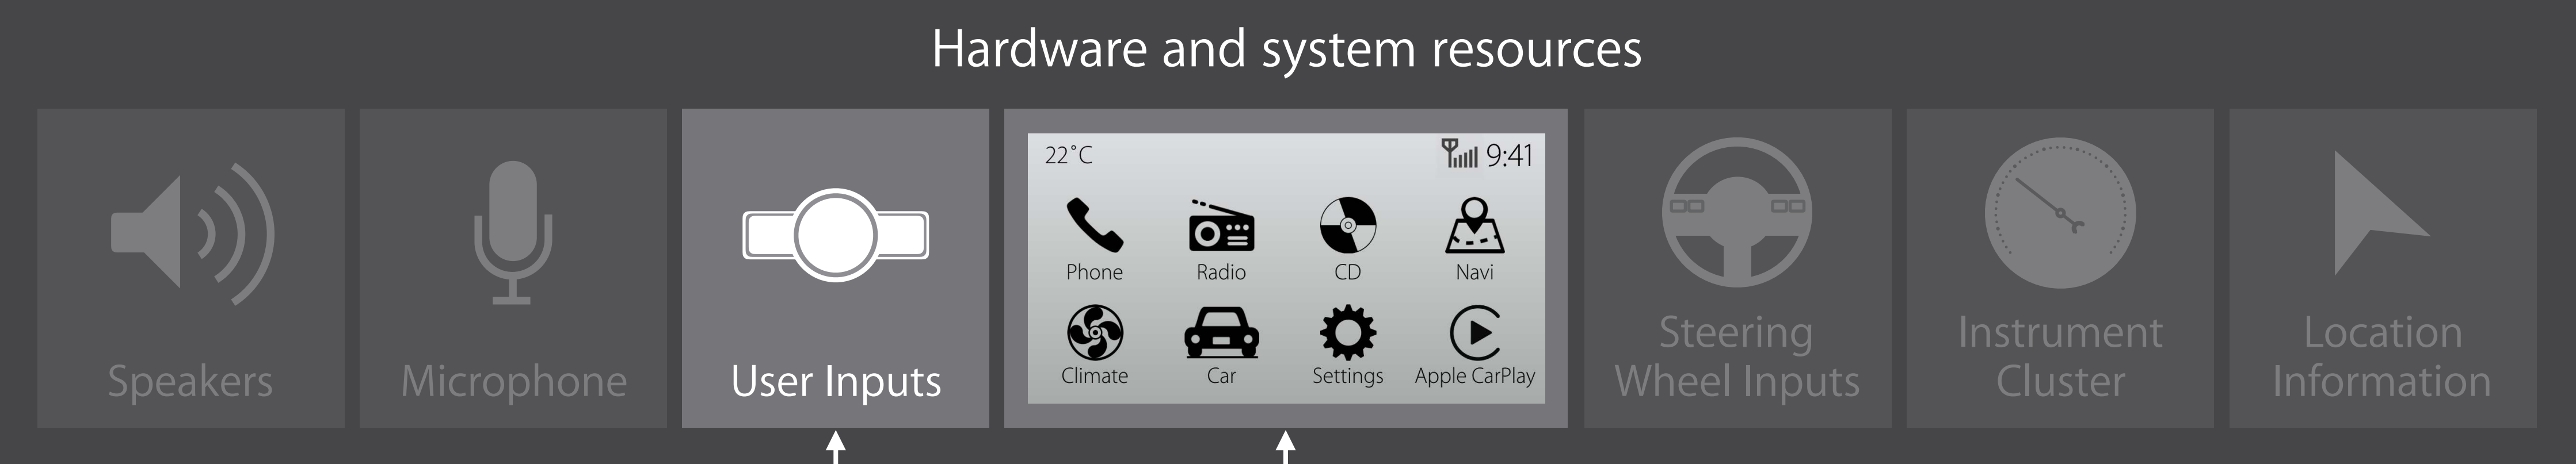 Hardware and system resources
Speakers
Microphone
User Inputs
22°C
9:41
Phone
Radio
CD
Navi
Climate
Car
Settings
Apple CarPlay
Steering
Wheel Inputs
Instrument
Cluster
Location
Information